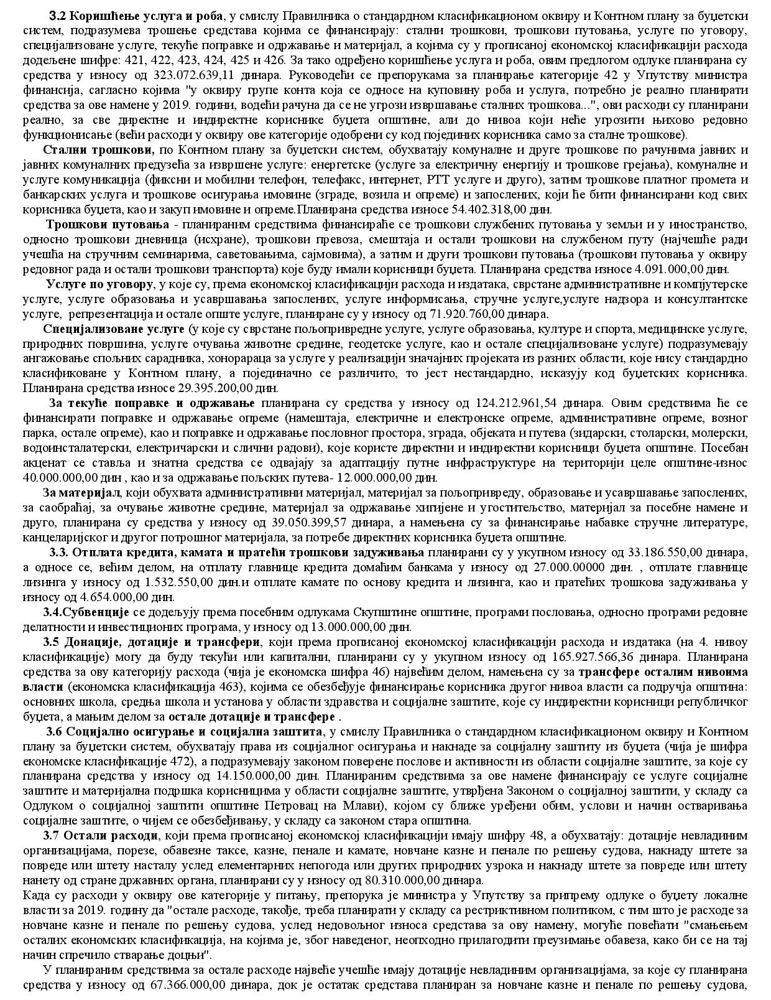 3.2 Коришћење услуга и роба, у смислу Правилника о стандардном класификационом оквиру и Контном плану за буџетски
систем, подразумева трошење средстава којима се финансирају: стални трошкови, трошкови путовања, услуге по уговору,
специјализоване услуге, текуће поправке и одржавање и материјал, а којима су у прописаној економској класификацији расхода
додељене шифре: 421, 422, 423, 424, 425 и 426. За тако одређено коришћење услуга и роба, овим предлогом одлуке планирана су
средства у износу од 323.072.639,11 динара. Руководећи се препорукама за планирање категорије 42 у Упутству министра
финансија, сагласно којима "у оквиру групе конта која се односе на куповину роба и услуга, потребно је реално планирати
средства за ове намене у 2019. години, водећи рачуна да се не угрози извршавање сталних трошкова...", ови расходи су планирани
реално, за све директне и индиректне кориснике буџета општине, али до нивоа који неће угрозити њихово редовно
функционисање (већи расходи у оквиру ове категорије одобрени су код појединих корисника само за сталне трошкове).
Стални трошкови, по Контном плану за буџетски систем, обухватају комуналне и друге трошкове по рачунима јавних и
јавних комуналних предузећа за извршене услуге: енергетске (услуге за електричну енергију и трошкове грејања), комуналне и
услуге комуникација (фиксни и мобилни телефон, телефакс, интернет, РТТ услуге и друго), затим трошкове платног промета и
банкарских услуга и трошкове осигурања имовине (зграде, возила и опреме) и запослених, који ће бити финансирани код свих
корисника буџета, као и закуп имовине и опреме.Планирана средства износе 54.402.318,00 дин.
Трошкови путовања - планираним средствима финансираће се трошкови службених путовања у земљи и у иностранство,
односно трошкови дневница (исхране), трошкови превоза, смештаја и остали трошкови на службеном путу (најчешће ради
учешћа на стручним семинарима, саветовањима, сајмовима), а затим и други трошкови путовања (трошкови путовања у оквиру
редовног рада и остали трошкови транспорта) које буду имали корисници буџета. Планирана средства износе 4.091.000,00 дин.
Услуге по уговору, у које су, према економској класификацији расхода и издатака, сврстане административне и компјутерске
услуге, услуге образовања и усавршавања запослених, услуге информисања, стручне услуге,услуге надзора и консултантске
услуге, репрезентација и остале опште услуге, планиране су у износу од 71.920.760,00 динара.
Специјализоване услуге (у које су сврстане пољопривредне услуге, услуге образовања, културе и спорта, медицинске услуге,
природних површина, услуге очувања животне средине, геодетске услуге, као и остале специјализоване услуге) подразумевају
ангажовање спољних сарадника, хонорараца за услуге у реализацији значајних пројеката из разних области, које нису стандардно
класификоване у Контном плану, а појединачно се различито, то јест нестандардно, исказују код буџетских корисника.
Планирана средства износе 29.395.200,00 дин.
За текуће поправке и одржавање планирана су средства у износу од 124.212.961,54 динара. Овим средствима ће се
финансирати поправке и одржавање опреме (намештаја, електричне и електронске опреме, административне опреме, возног
парка, остале опреме), као и поправке и одржавање пословног простора, зграда, објеката и путева (зидарски, столарски, молерски,
водоинсталатерски, електричарски и слични радови), које користе директни и индиректни корисници буџета општине. Посебан
акценат се ставља и знатна средства се одвајају за адаптацију путне инфраструктуре на територији целе општине-износ
40.000.000,00 дин , као и за одржавање пољских путева- 12.000.000,00 дин.
За материјал, који обухвата административни материјал, материјал за пољопривреду, образовање и усавршавање запослених,
за саобраћај, за очување животне средине, материјал за одржавање хигијене и угоститељство, материјал за посебне намене и
друго, планирана су средства у износу од 39.050.399,57 динара, а намењена су за финансирање набавке стручне литературе,
канцеларијског и другог потрошног материјала, за потребе директних корисника буџета општине.
3.3. Отплата кредита, камата и пратећи трошкови задуживања планирани су у укупном износу од 33.186.550,00 динара,
а односе се, већим делом, на отплату главнице кредита домаћим банкама у износу од 27.000.00000 дин. , отплате главнице
лизинга у износу од 1.532.550,00 дин.и отплате камате по основу кредита и лизинга, као и пратећих трошкова задуживања у
износу од 4.654.000,00 дин.
3.4.Субвенције се додељују према посебним одлукама Скупштине општине, програми пословања, односно програми редовне
делатности и инвестиционих програма, у износу од 13.000.000,00 дин.
3.5 Донације, дотације и трансфери, који према прописаној економској класификацији расхода и издатака (на 4. нивоу
класификације) могу да буду текући или капитални, планирани су у укупном износу од 165.927.566,36 динара. Планирана
средства за ову категорију расхода (чија је економска шифра 46) највећим делом, намењена су за трансфере осталим нивоима
власти (економска класификација 463), којима се обезбеђује финансирање корисника другог нивоа власти са подручја општина:
основних школа, средња школа и установа у области здравства и социјалне заштите, које су индиректни корисници републичког
буџета, а мањим делом за остале дотације и трансфере .
3.6 Социјално осигурање и социјална заштита, у смислу Правилника о стандардном класификационом оквиру и Контном
плану за буџетски систем, обухватају права из социјалног осигурања и накнаде за социјалну заштиту из буџета (чија је шифра
економске класификације 472), а подразумевају законом поверене послове и активности из области социјалне заштите, за које су
планирана средства у износу од 14.150.000,00 дин. Планираним средствима за ове намене финансирају се услуге социјалне
заштите и материјална подршка корисницима у области социјалне заштите, утврђена Законом о социјалној заштити, у складу са
Одлуком о социјалној заштити општине Петровац на Млави), којом су ближе уређени обим, услови и начин остваривања
социјалне заштите, о чијем се обезбеђивању, у складу са законом стара општина.
3.7 Остали расходи, који према прописаној економској класификацији имају шифру 48, а обухватају: дотације невладиним
организацијама, порезе, обавезне таксе, казне, пенале и камате, новчане казне и пенале по решењу судова, накнаду штете за
повреде или штету насталу услед елементарних непогода или других природних узрока и накнаду штете за повреде или штету
нанету од стране државних органа, планирани су у износу од 80.310.000,00 динара.
Када су расходи у оквиру ове категорије у питању, препорука је министра у Упутству за припрему одлуке о буџету локалне
власти за 2019. годину да "остале расходе, такође, треба планирати у складу са рестриктивном политиком, с тим што је расходе за
новчане казне и пенале по решењу судова, услед недовољног износа средстава за ову намену, могуће повећати "смањењем
осталих економских класификација, на којима је, због наведеног, неопходно прилагодити преузимање обавеза, како би се на тај
начин спречило стварање доцњи".
У планираним средствима за остале расходе највеће учешће имају дотације невладиним организацијама, за које су планирана
средства у износу од 67.366.000,00 динара, док је остатак средстава планиран за новчане казне и пенале по решењу судова,